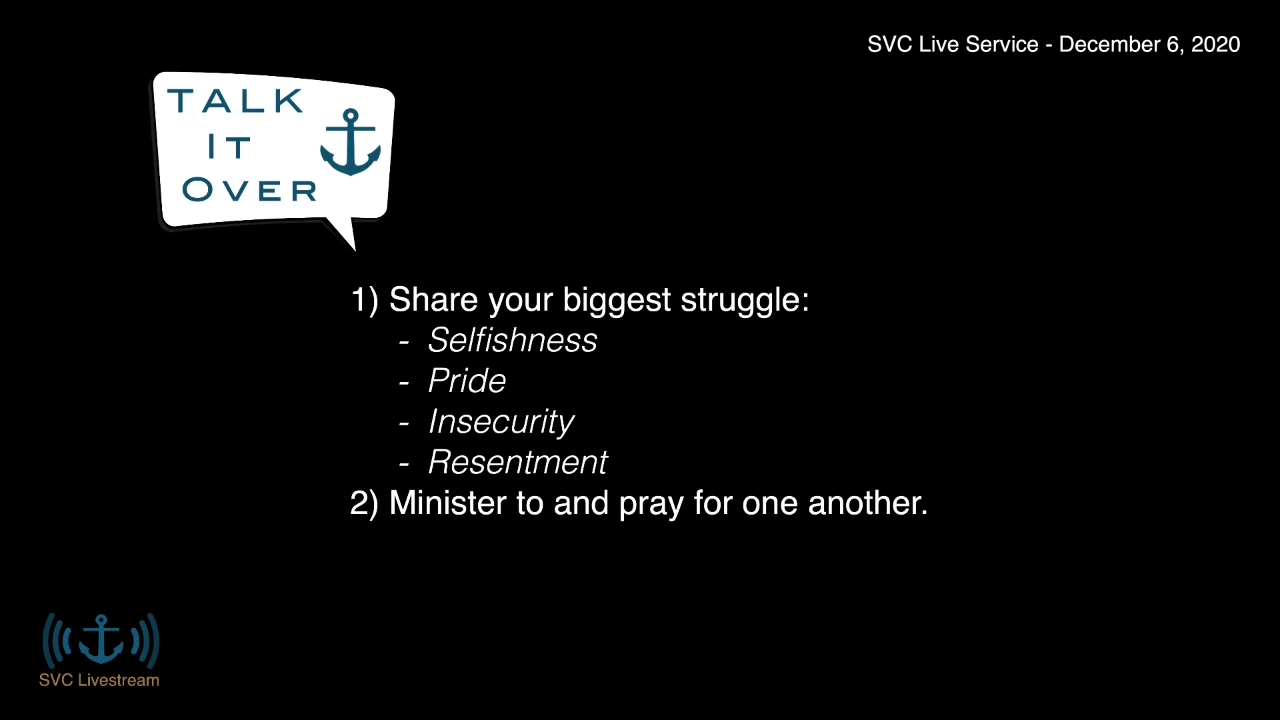 SVC Live Service - December 6, 2020
TALK
IT
OVER
1) Share your biggest struggle:
- Selfishness
- Pride
- Insecurity
- Resentment
2) Minister to and pray for one another.
SVC Livestream